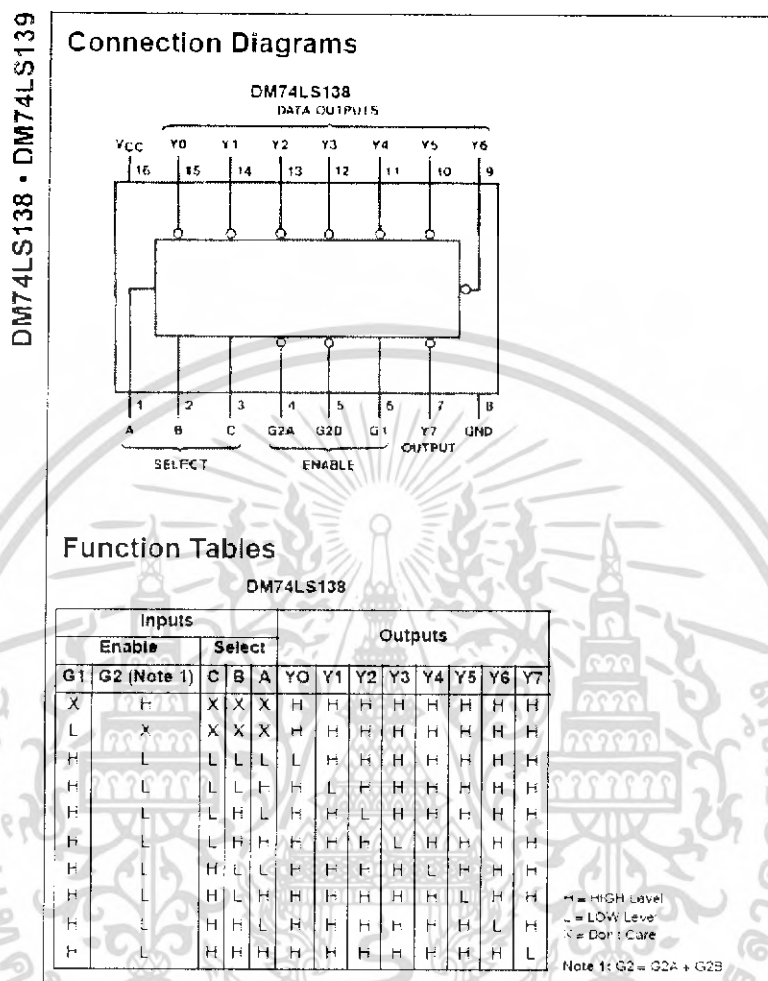 DM74LS138 • DM74LS139
Connection Diagrams
DM74LS138
DATA OUTPUTS
VCC Y0 Y1 Y2 Y3 Y4 Y5 Y6
16 15 14 13 12 11 10 9
1 2 3 4 5 6 7 8
A B C G2A G2B G1 Y7 GND
OUTPUT
SELECT ENABLE
Function Tables
DM74LS138
Inputs Outputs
Enable Select
G1 G2 (Note 1) C B A YO Y1 Y2 Y3 Y4 Y5 Y6 Y7
X H X X X H H H H H H H H
L X X X X H H H H H H H H
H L L L L L H H H H H H H
H L L L H H L H H H H H H
H L L H L H H L H H H H H
H L L H H H H H L H H H H
H L H L L H H H H L H H H
H L H L H H H H H H L H H
H L H H L H H H H H H L H
H L H H H H H H H H H H L
H = HIGH Level
L = LOW Level
X = Don't Care
Note 1: G2 = G2A + G2B